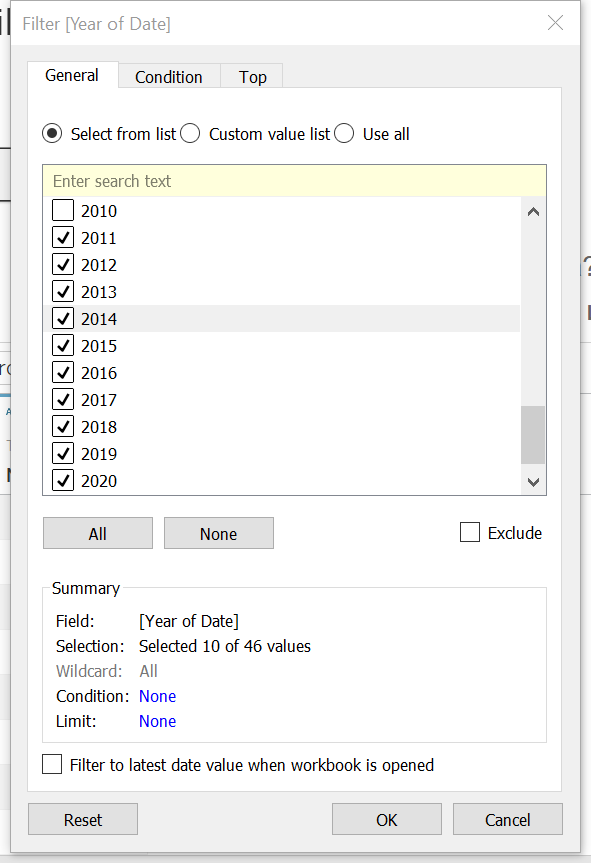 Filter [Year of Date]
General Condition Top
Select from list Custom value list Use all
Enter search text
2010
2011
2012
2013
2014
2015
2016
2017
2018
2019
2020
All None Exclude
Summary
Field: [Year of Date]
Selection: Selected 10 of 46 values
Wildcard: All
Condition: None
Limit: None
Filter to latest date value when workbook is opened
Reset OK Cancel